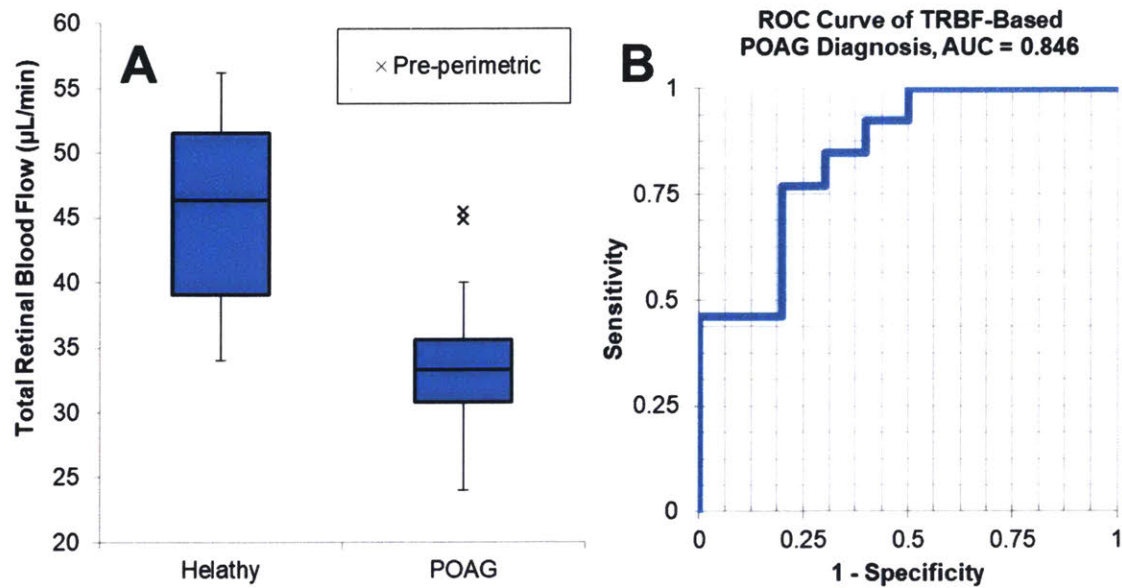 A
× Pre-perimetric
Total Retinal Blood Flow (µL/min)
60
55
50
45
40
35
30
25
20
Helathy
POAG
ROC Curve of TRBF-Based
POAG Diagnosis, AUC = 0.846
B
Sensitivity
1
0.75
0.5
0.25
0
0
0.25
0.5
0.75
1
1 - Specificity